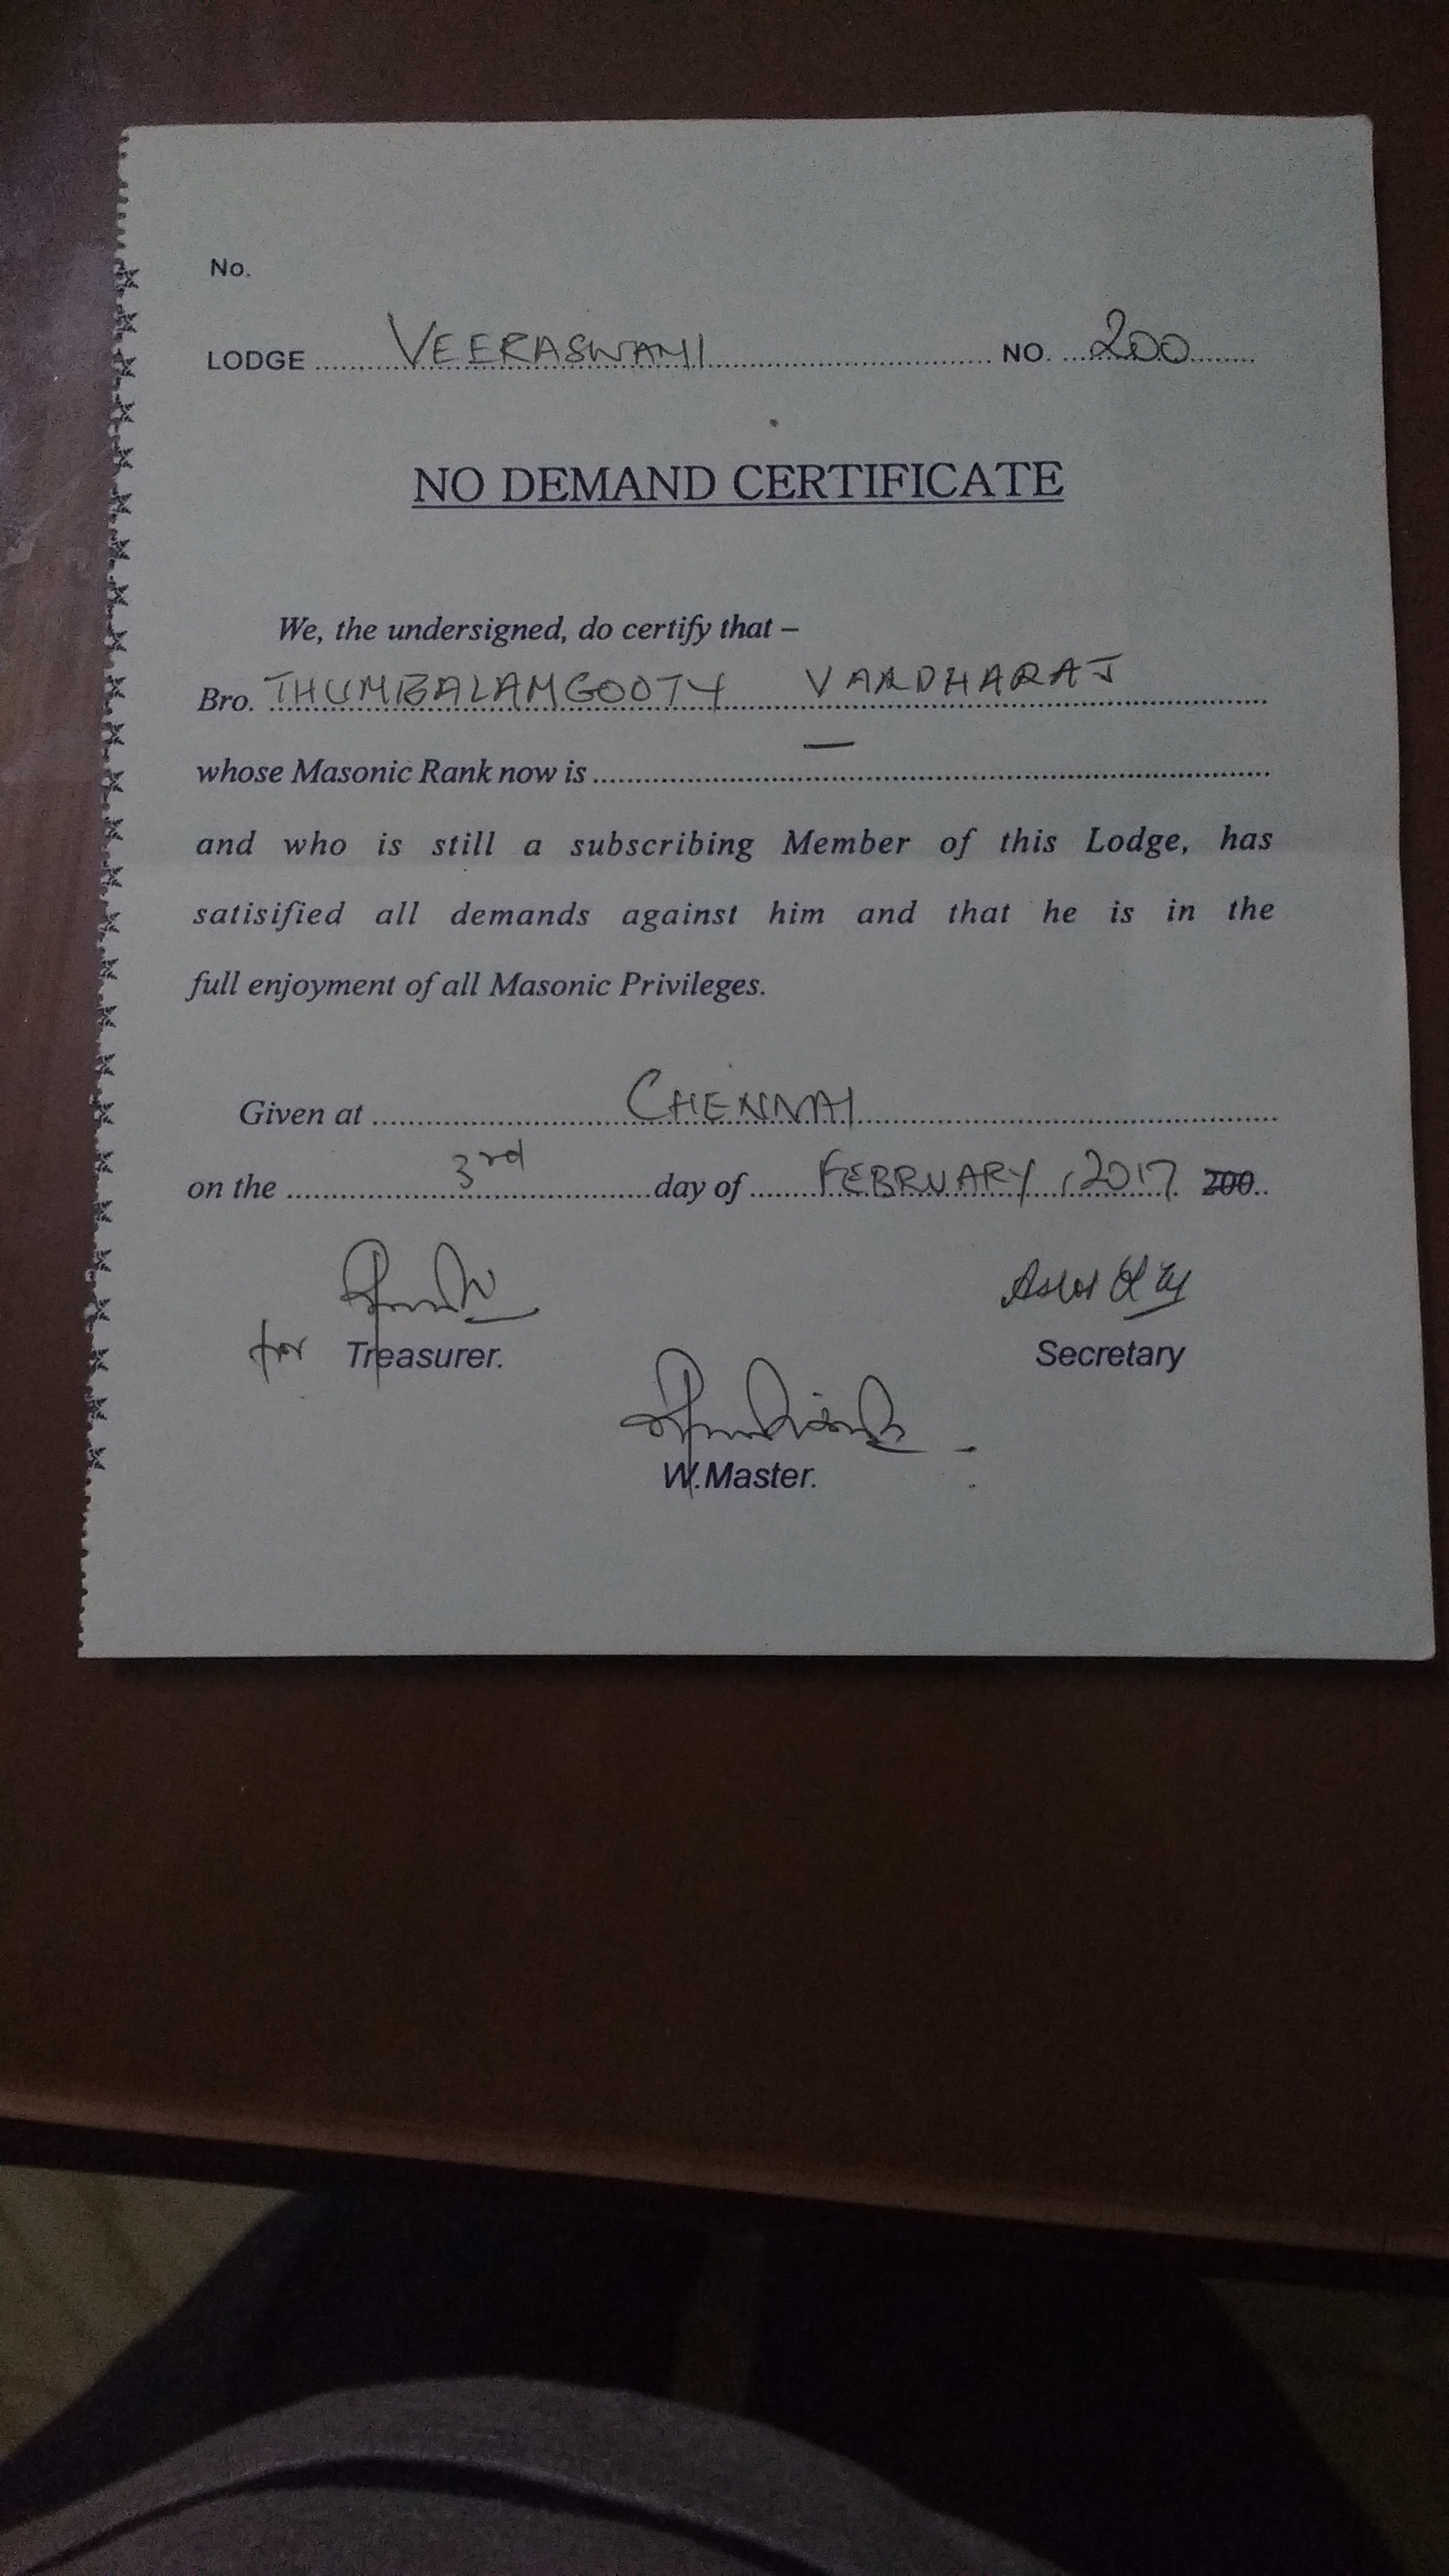 No.
LODGE VEERASWAMI NO. 200
NO DEMAND CERTIFICATE
We, the undersigned, do certify that –
Bro. THUMBALAMGOOTY VARDHARAJ
whose Masonic Rank now is —
and who is still a subscribing Member of this Lodge, has
satisified all demands against him and that he is in the
full enjoyment of all Masonic Privileges.
Given at CHENNAI
on the 3rd day of FEBRUARY, 2017 200
for Treasurer.
Secretary
W.Master.